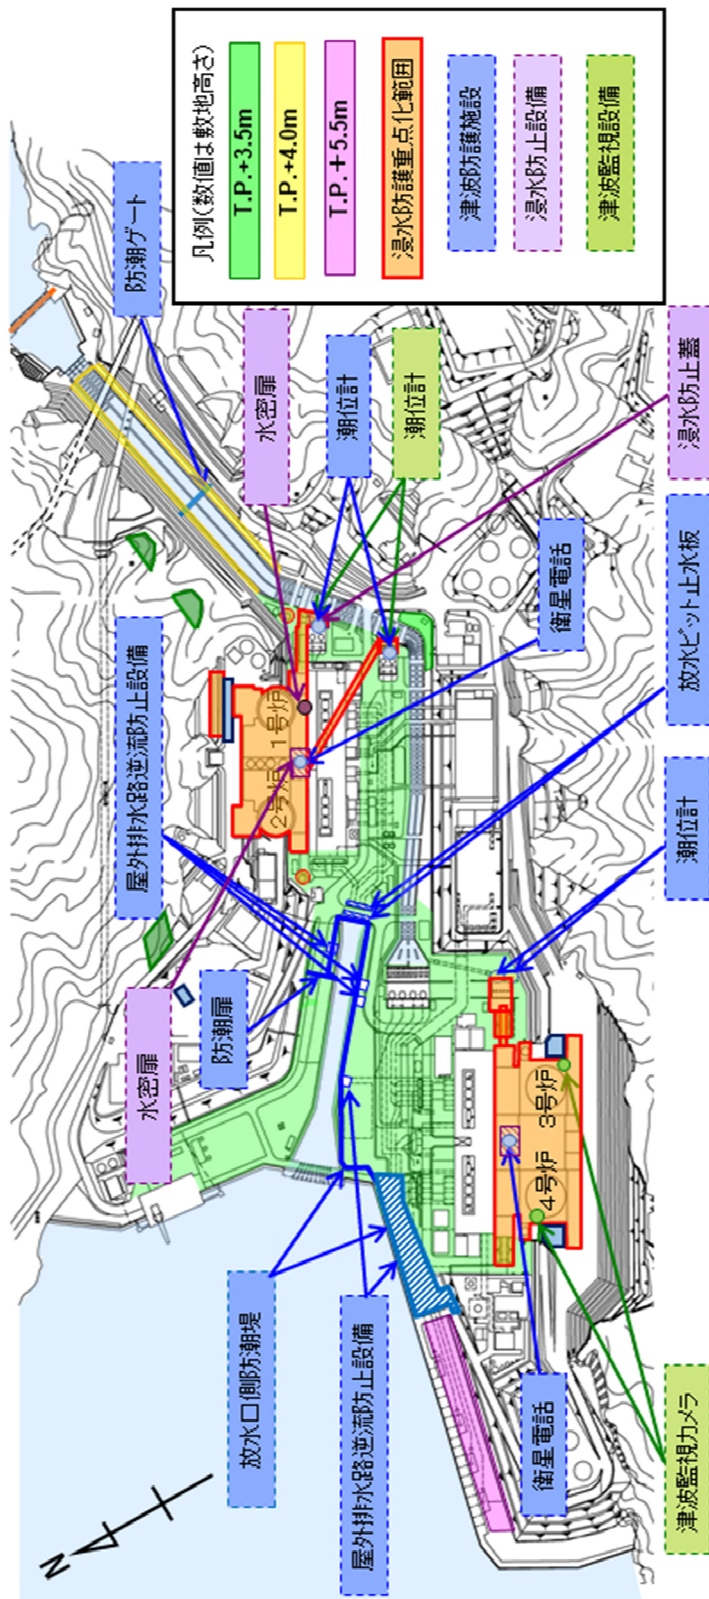 凡例(数値は敷地高さ)
T.P.+3.5m
T.P.+4.0m
T.P.+5.5m
浸水防護重点化範囲
津波防護施設
浸水防止設備
津波監視設備
防潮ゲート
水密扉
潮位計
潮位計
浸水防止蓋
屋外排水路逆流防止設備
衛星電話
放水ピット止水板
1号炉
2号炉
水密扉
防潮扉
潮位計
3号炉
4号炉
放水口側防潮堤
屋外排水路逆流防止設備
衛星電話
津波監視カメラ
N